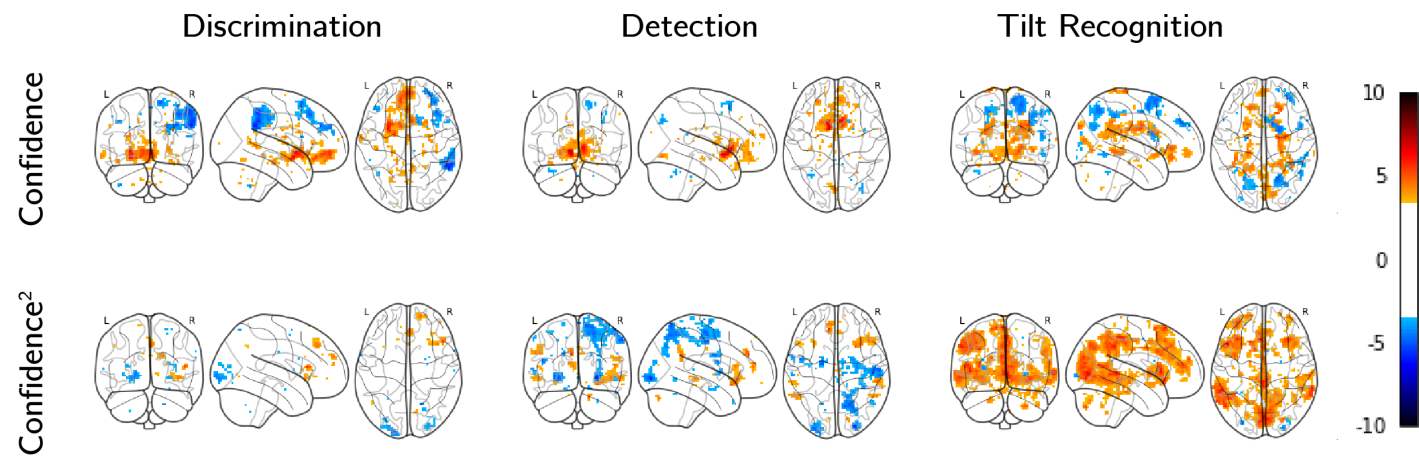 Discrimination Detection Tilt Recognition
Confidence
L R L R L R L R L R L R
10
5
0
-5
-10
Confidence²
L R L R L R L R L R L R